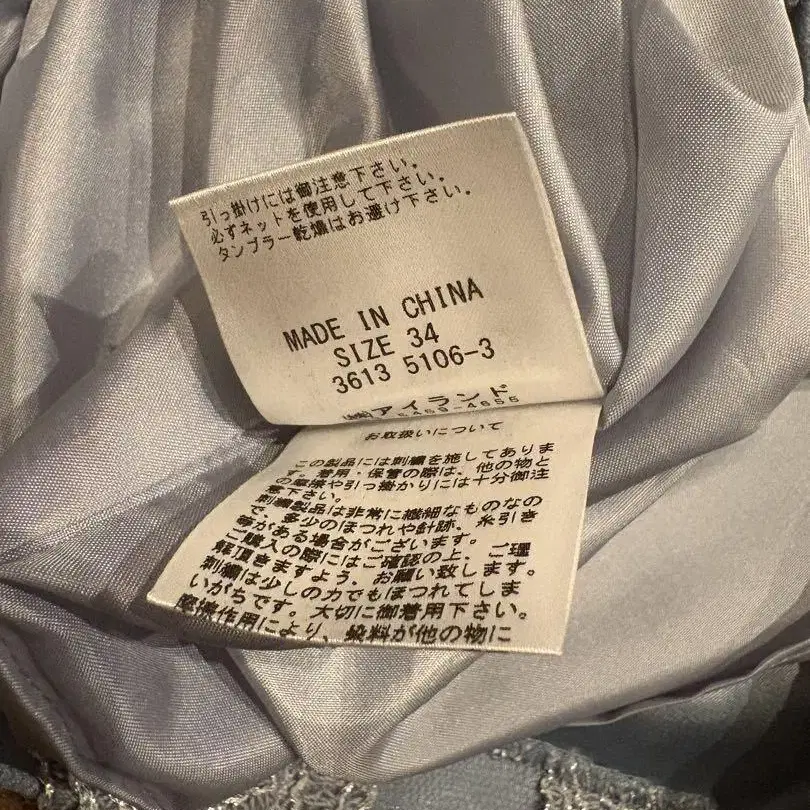 引っ掛けには御注意下さい。
必ずネットを使用して下さい。
タンブラー乾燥はお避け下さい。
MADE IN CHINA
SIZE 34
3613 5106-3
㈱アイランド
お取扱いについて
この製品には刺繍を施してありま
す。着用・保管の際は、他の物と
の摩擦や引っ掛かりには十分御注
意下さい。
刺繍製品は非常に繊細なものなの
で、多少のほつれや針跡、糸引き
等がある場合がございます。
ご購入の際にはご確認の上、ご理
解頂きますよう、お願い致します。
刺繍は少しの力でもほつれてしま
いがちです。大切に御着用下さい。
摩擦作用により、染料が他の物に